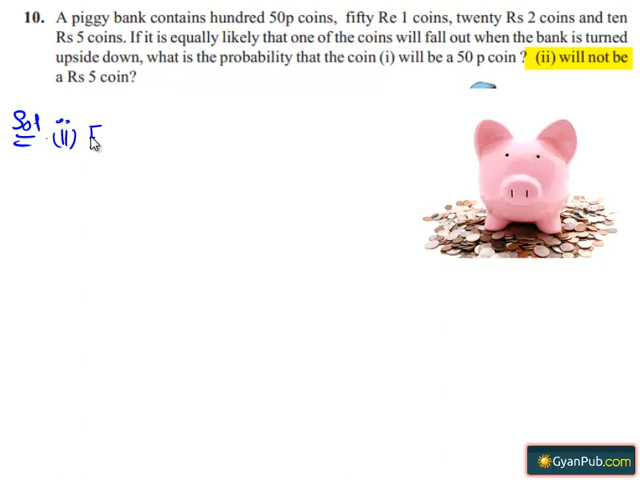 10. A piggy bank contains hundred 50p coins, fifty Re 1 coins, twenty Rs 2 coins and ten
Rs 5 coins. If it is equally likely that one of the coins will fall out when the bank is turned
upside down, what is the probability that the coin (i) will be a 50 p coin ? (ii) will not be
a Rs 5 coin?
Sol (ii) E
GyanPub.com